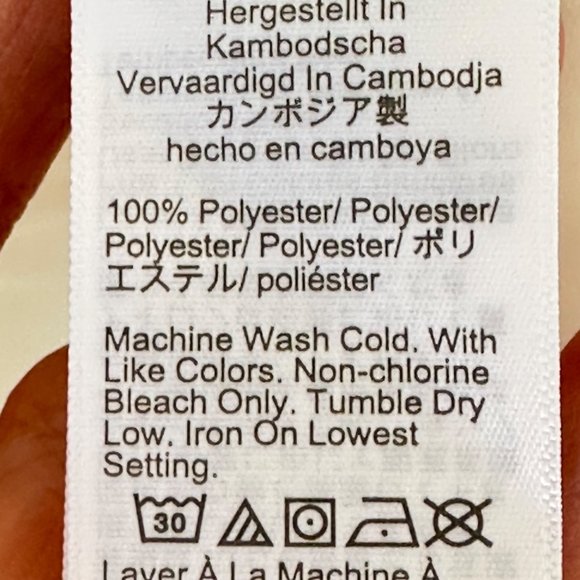 Hergestellt In
Kambodscha
Vervaardigd In Cambodja
カンボジア製
hecho en camboya
100% Polyester/ Polyester/
Polyester/ Polyester/ ポリ
エステル/ poliéster
Machine Wash Cold. With
Like Colors. Non-chlorine
Bleach Only. Tumble Dry
Low. Iron On Lowest
Setting.
30
Laver À La Machine À